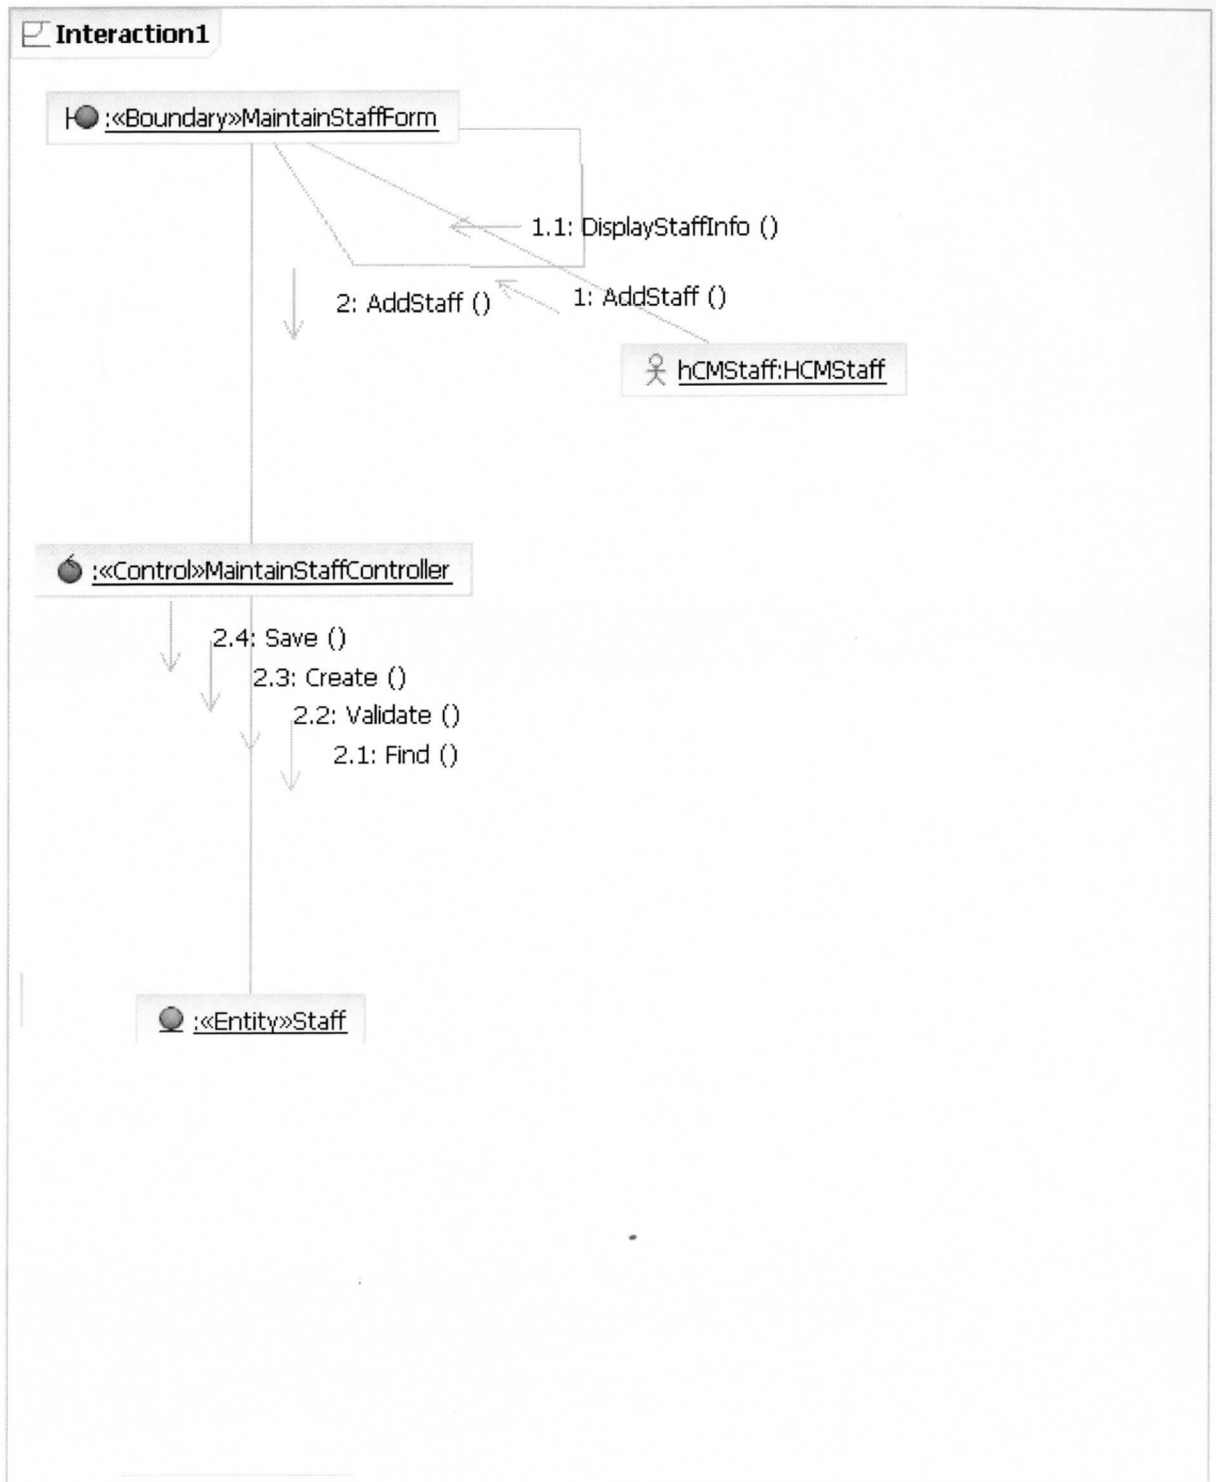 Interaction1
:«Boundary»MaintainStaffForm
1.1: DisplayStaffInfo ()
2: AddStaff ()
1: AddStaff ()
hCMStaff:HCMStaff
:«Control»MaintainStaffController
2.4: Save ()
2.3: Create ()
2.2: Validate ()
2.1: Find ()
:«Entity»Staff